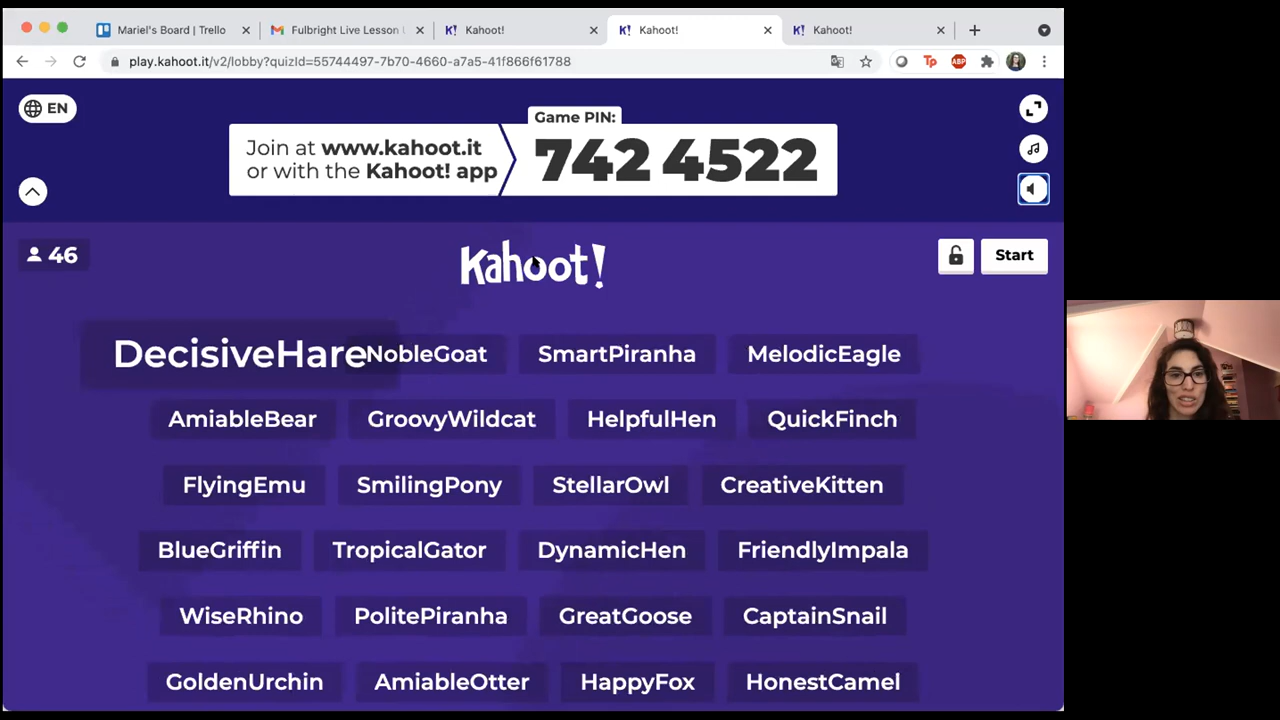 Mariel's Board | Trello
Fulbright Live Lesson
Kahoot!
Kahoot!
Kahoot!
play.kahoot.it/v2/lobby?quizId=55744497-7b70-4660-a7a5-41f866f61788
EN
Game PIN:
Join at www.kahoot.it
or with the Kahoot! app
742 4522
46
Kahoot!
Start
DecisiveHare NobleGoat SmartPiranha MelodicEagle
AmiableBear GroovyWildcat HelpfulHen QuickFinch
FlyingEmu SmilingPony StellarOwl CreativeKitten
BlueGriffin TropicalGator DynamicHen FriendlyImpala
WiseRhino PolitePiranha GreatGoose CaptainSnail
GoldenUrchin AmiableOtter HappyFox HonestCamel